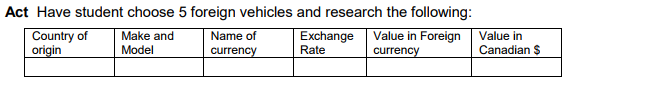 Act Have student choose 5 foreign vehicles and research the following:
Country of origin | Make and Model | Name of currency | Exchange Rate | Value in Foreign currency | Value in Canadian $